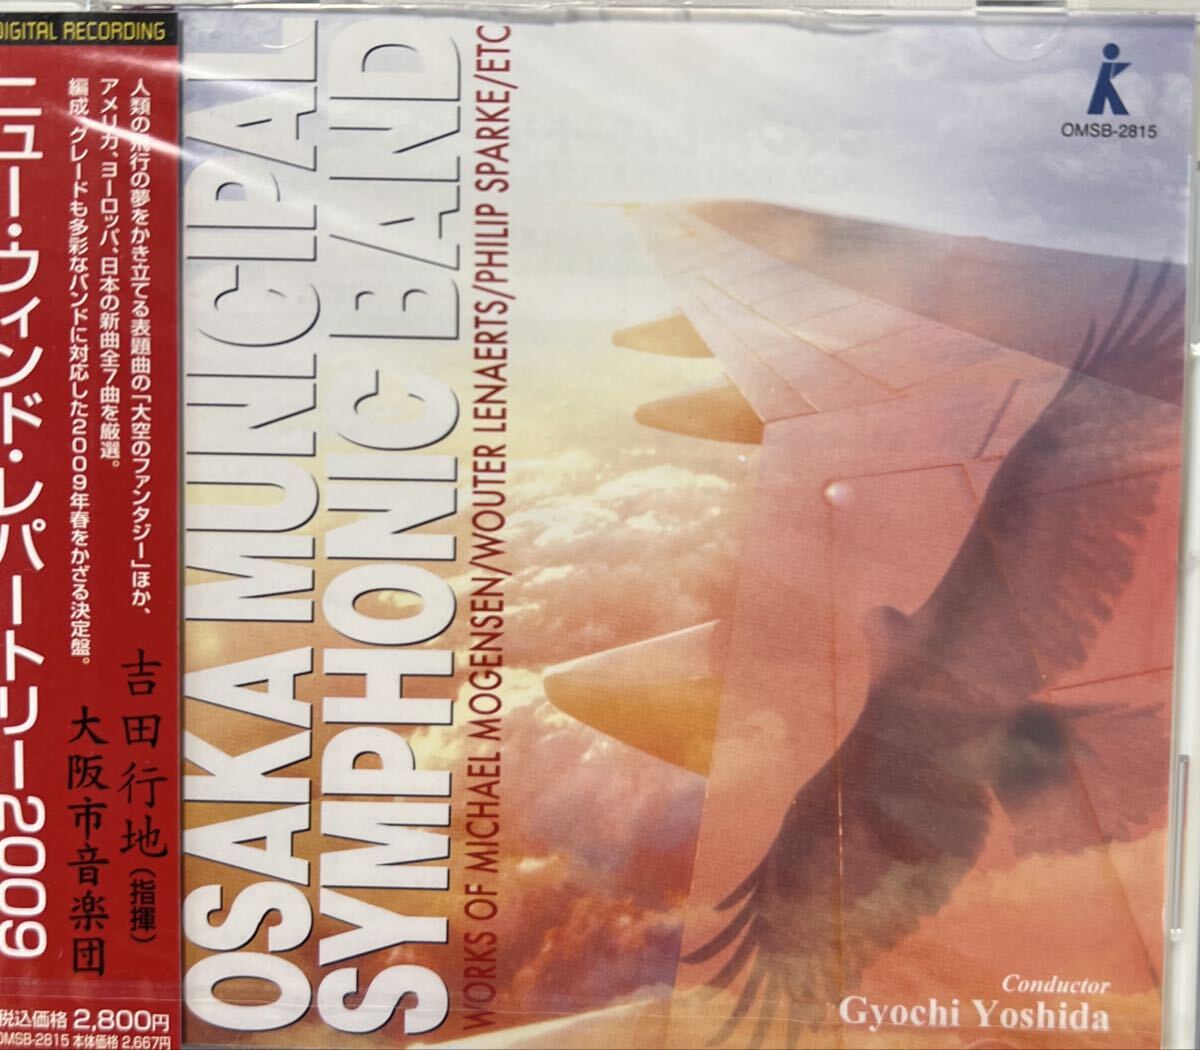 DIGITAL RECORDING
人類の飛行の夢をかき立てる表題曲の「大空のファンタジー」ほか、
アメリカ、ヨーロッパ、日本の新曲全7曲を厳選。
編成、グレードも多彩なバンドに対応した2009年春をかざる決定盤。
ニュー・ウィンド・レパートリー2009
吉田行地(指揮)
大阪市音楽団
税込価格 2,800円
OMSB-2815 本体価格 2,667円
OSAKA MUNICIPAL
SYMPHONIC BAND
WORKS OF MICHAEL MOGENSEN/WOUTER LENAERTS/PHILIP SPARKE/ETC
OMSB-2815
Conductor
Gyochi Yoshida